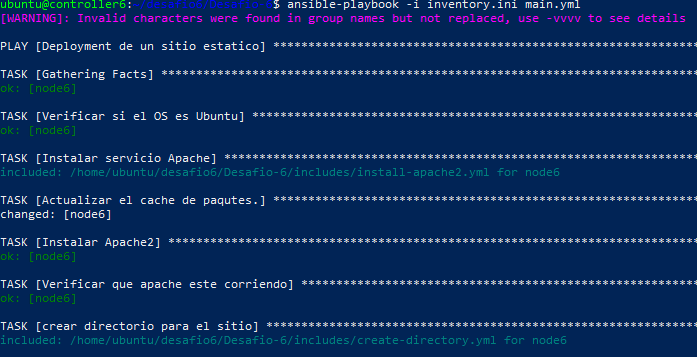 ubuntu@controller6:~/desafio6/Desafio-6$ ansible-playbook -i inventory.ini main.yml
[WARNING]: Invalid characters were found in group names but not replaced, use -vvvv to see details
PLAY [Deployment de un sitio estatico] *************************************************************
TASK [Gathering Facts] *****************************************************************************
ok: [node6]
TASK [Verificar si el OS es Ubuntu] ****************************************************************
ok: [node6]
TASK [Instalar servicio Apache] ********************************************************************
included: /home/ubuntu/desafio6/Desafio-6/includes/install-apache2.yml for node6
TASK [Actualizar el cache de paqutes.] *************************************************************
changed: [node6]
TASK [Instalar Apache2] ****************************************************************************
ok: [node6]
TASK [Verificar que apache este corriendo] *********************************************************
ok: [node6]
TASK [crear directorio para el sitio] **************************************************************
included: /home/ubuntu/desafio6/Desafio-6/includes/create-directory.yml for node6